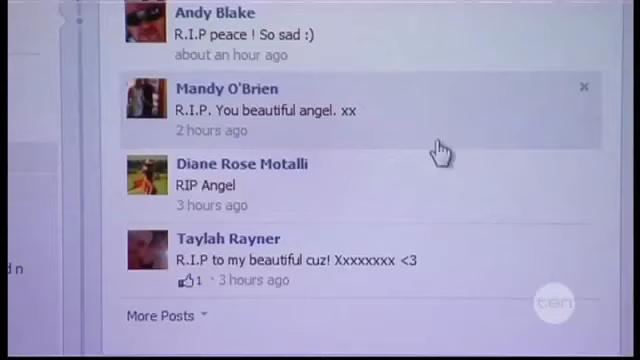 Andy Blake
R.I.P peace ! So sad :)
about an hour ago
Mandy O'Brien
R.I.P. You beautiful angel. xx
2 hours ago
Diane Rose Motalli
RIP Angel
3 hours ago
Taylah Rayner
R.I.P to my beautiful cuz! Xxxxxxxx <3
1 · 3 hours ago
d n
ten
More Posts